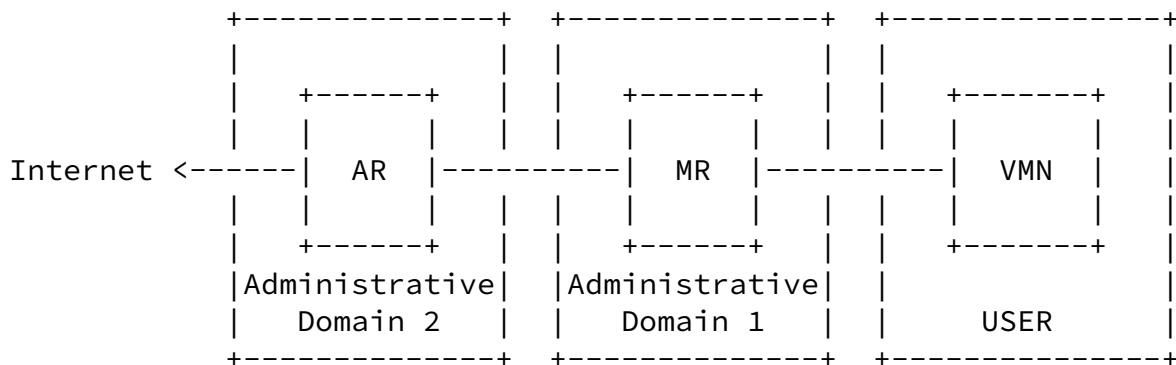 Internet < AR MR VMN
Administrative Administrative
Domain 2 Domain 1 USER